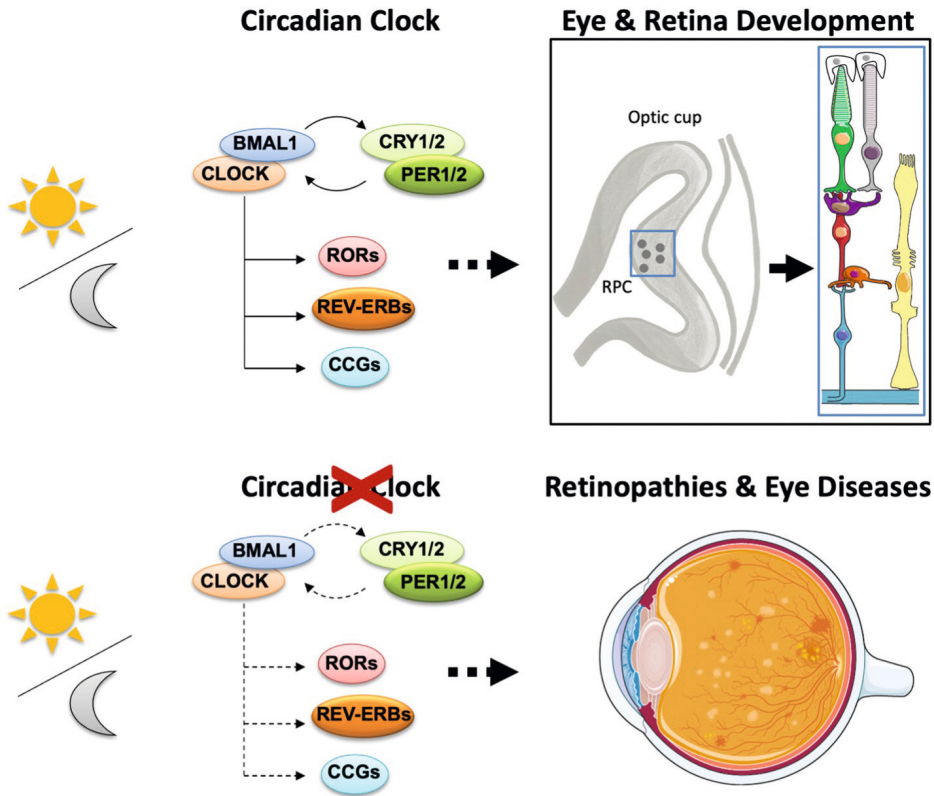 Circadian Clock
Eye & Retina Development
BMAL1
CRY1/2
CLOCK
PER1/2
RORs
REV-ERBs
CCGs
Optic cup
RPC
Circadian Clock
Retinopathies & Eye Diseases
BMAL1
CRY1/2
CLOCK
PER1/2
RORs
REV-ERBs
CCGs